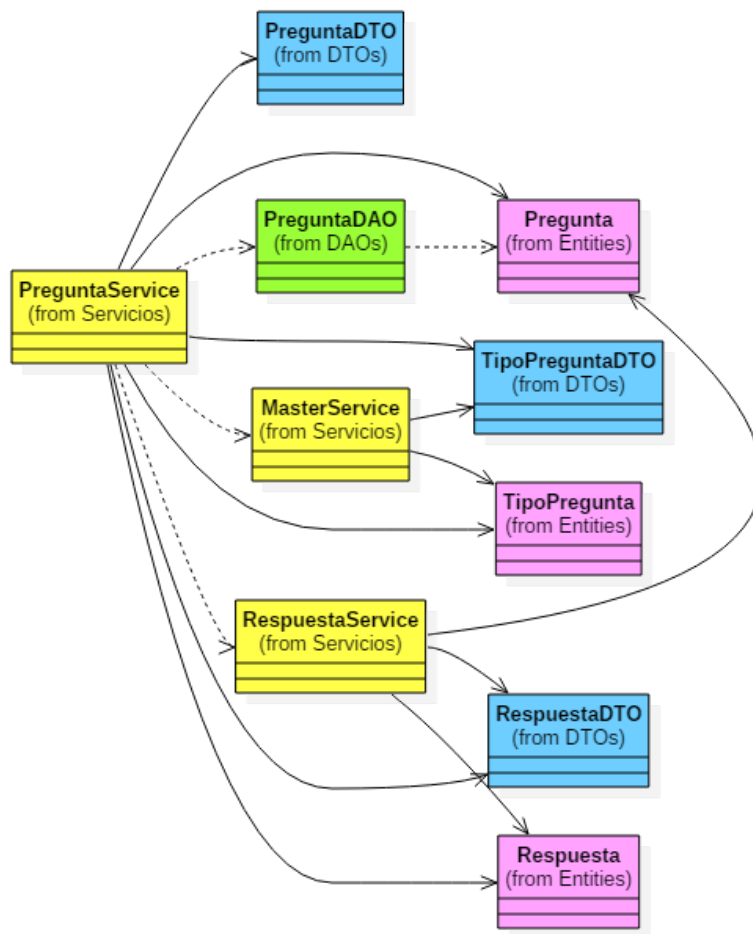 PreguntaDTO
(from DTOs)
PreguntaDAO
(from DAOs)
Pregunta
(from Entities)
PreguntaService
(from Servicios)
TipoPreguntaDTO
(from DTOs)
MasterService
(from Servicios)
TipoPregunta
(from Entities)
RespuestaService
(from Servicios)
RespuestaDTO
(from DTOs)
Respuesta
(from Entities)